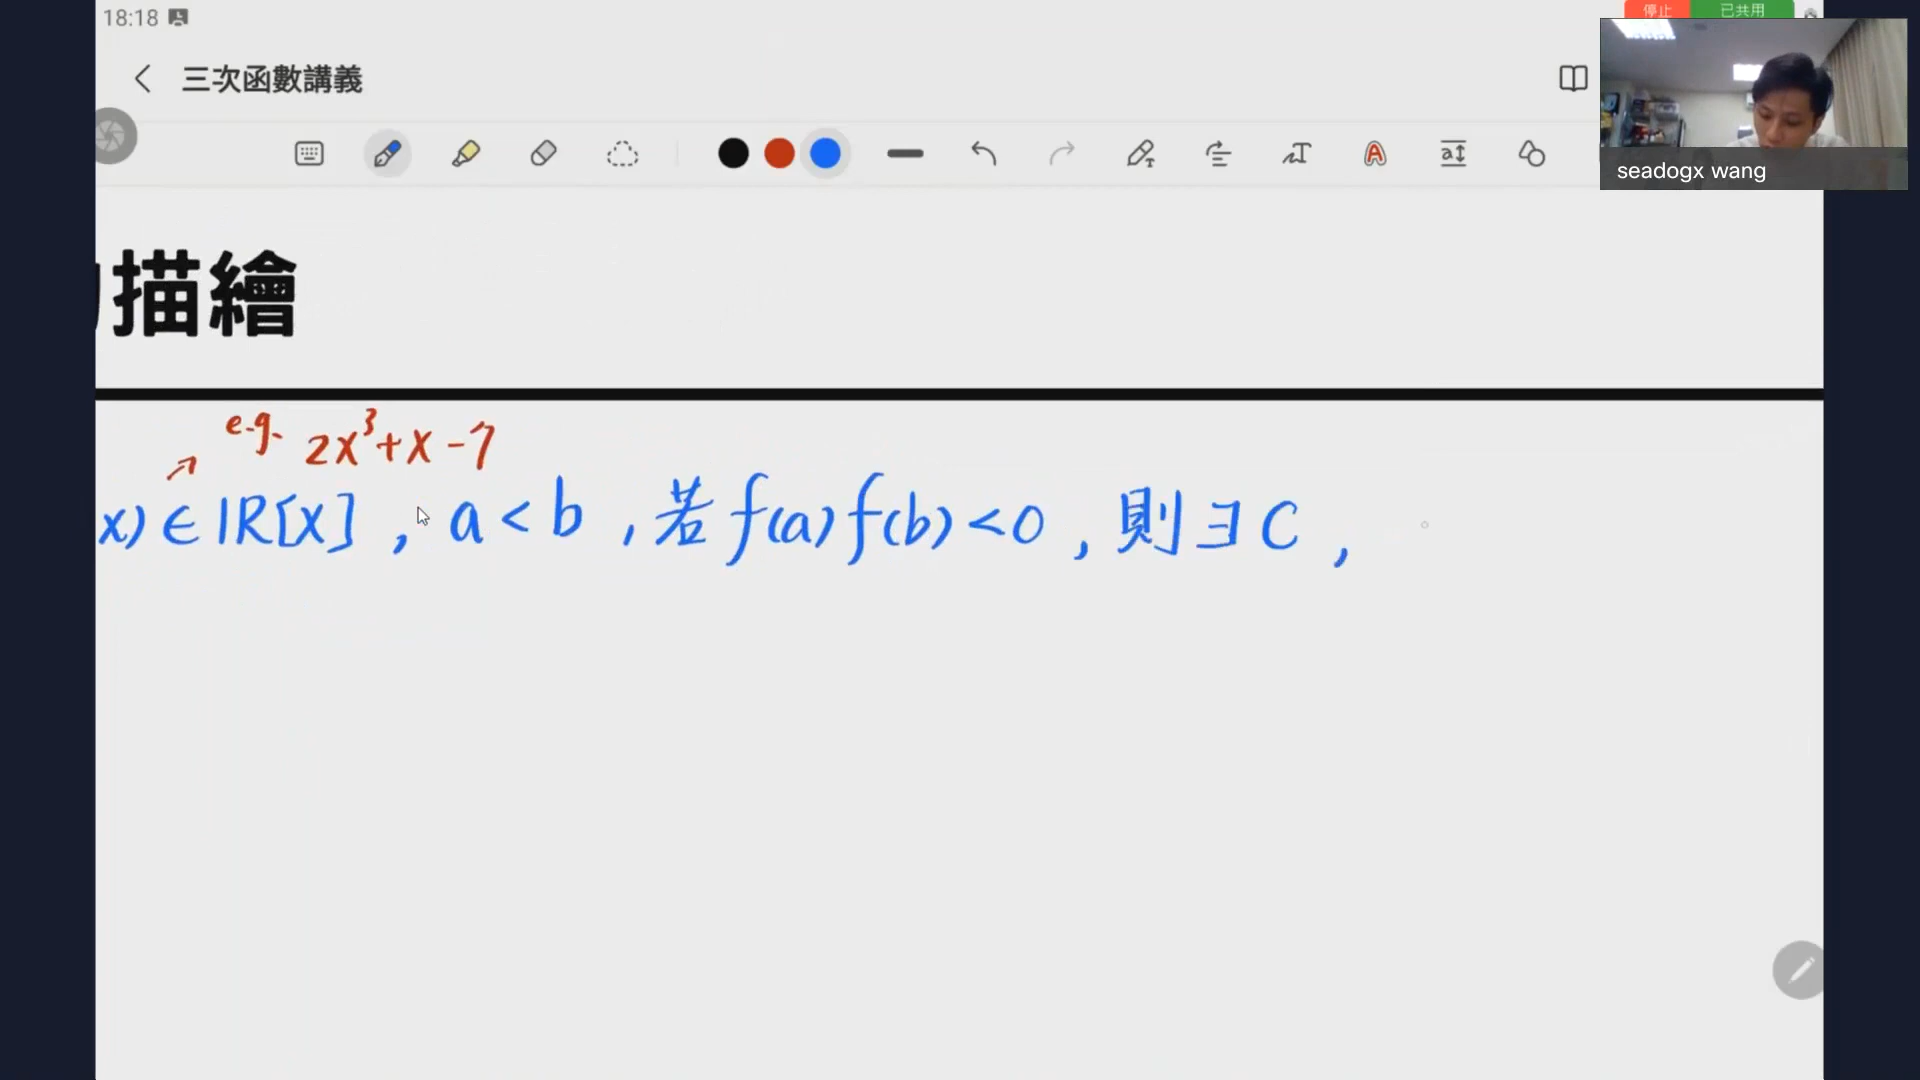 18:18
停止 已共用
三次函數講義
seadogx wang
描繪
e.g. 2x³+x-7
x)∈ℝ[x], a<b, 若f(a)f(b)<0, 則∃c,